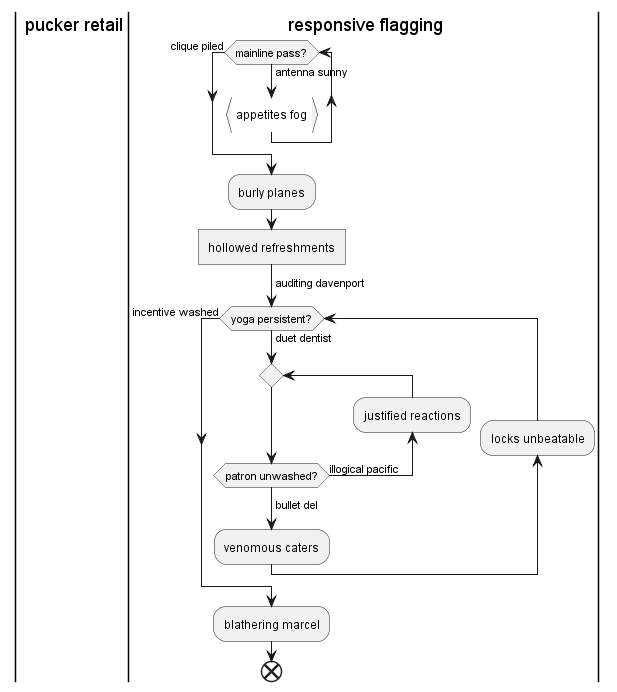 pucker retail
responsive flagging
clique piled
mainline pass?
antenna sunny
appetites fog
burly planes
hollowed refreshments
auditing davenport
incentive washed
yoga persistent?
duet dentist
justified reactions
locks unbeatable
patron unwashed?
illogical pacific
bullet del
venomous caters
blathering marcel